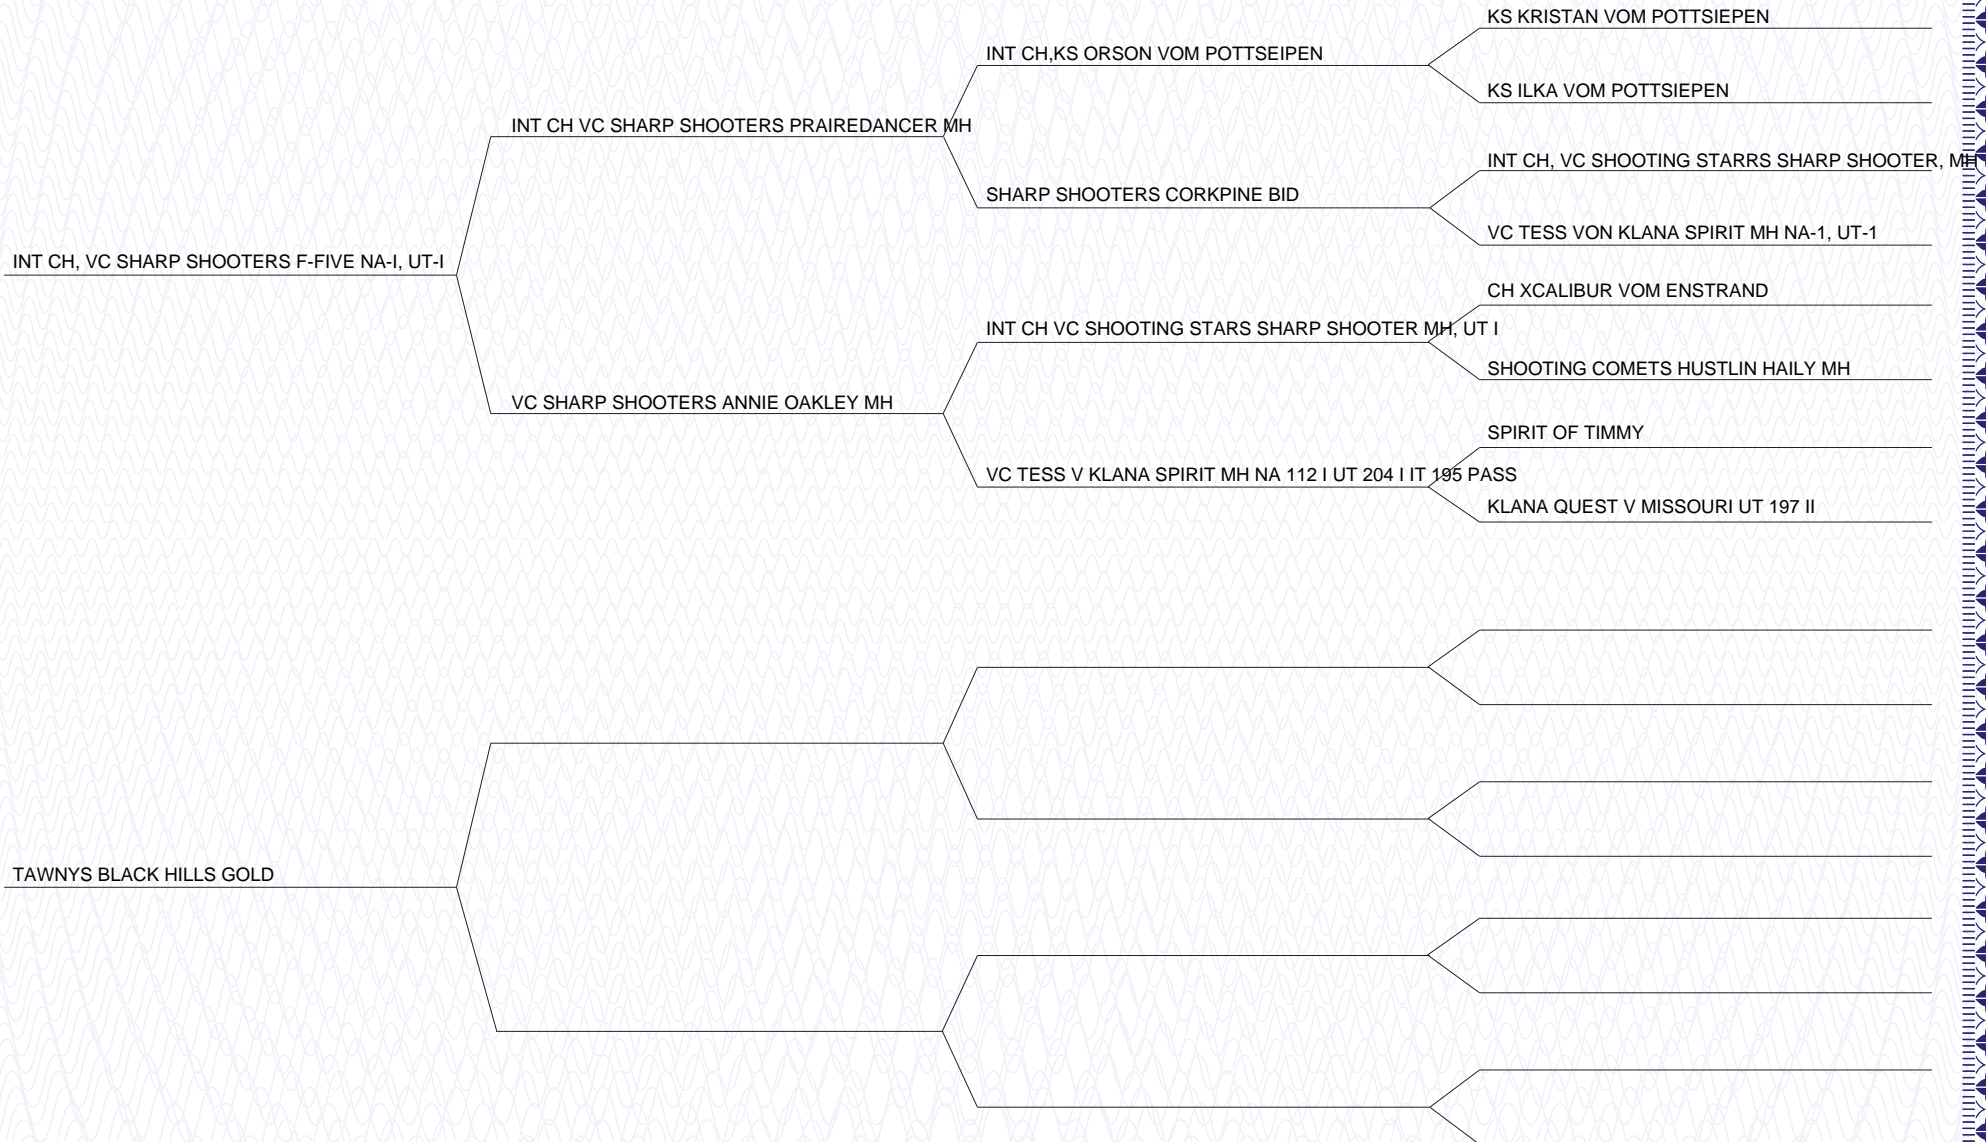 KS KRISTAN VOM POTTSIEPEN
INT CH,KS ORSON VOM POTTSEIPEN
KS ILKA VOM POTTSIEPEN
INT CH VC SHARP SHOOTERS PRAIREDANCER MH
INT CH, VC SHOOTING STARRS SHARP SHOOTER, MH
SHARP SHOOTERS CORKPINE BID
VC TESS VON KLANA SPIRIT MH NA-1, UT-1
INT CH, VC SHARP SHOOTERS F-FIVE NA-I, UT-I
CH XCALIBUR VOM ENSTRAND
INT CH VC SHOOTING STARS SHARP SHOOTER MH, UT I
SHOOTING COMETS HUSTLIN HAILY MH
VC SHARP SHOOTERS ANNIE OAKLEY MH
SPIRIT OF TIMMY
VC TESS V KLANA SPIRIT MH NA 112 I UT 204 I IT 195 PASS
KLANA QUEST V MISSOURI UT 197 II
TAWNYS BLACK HILLS GOLD